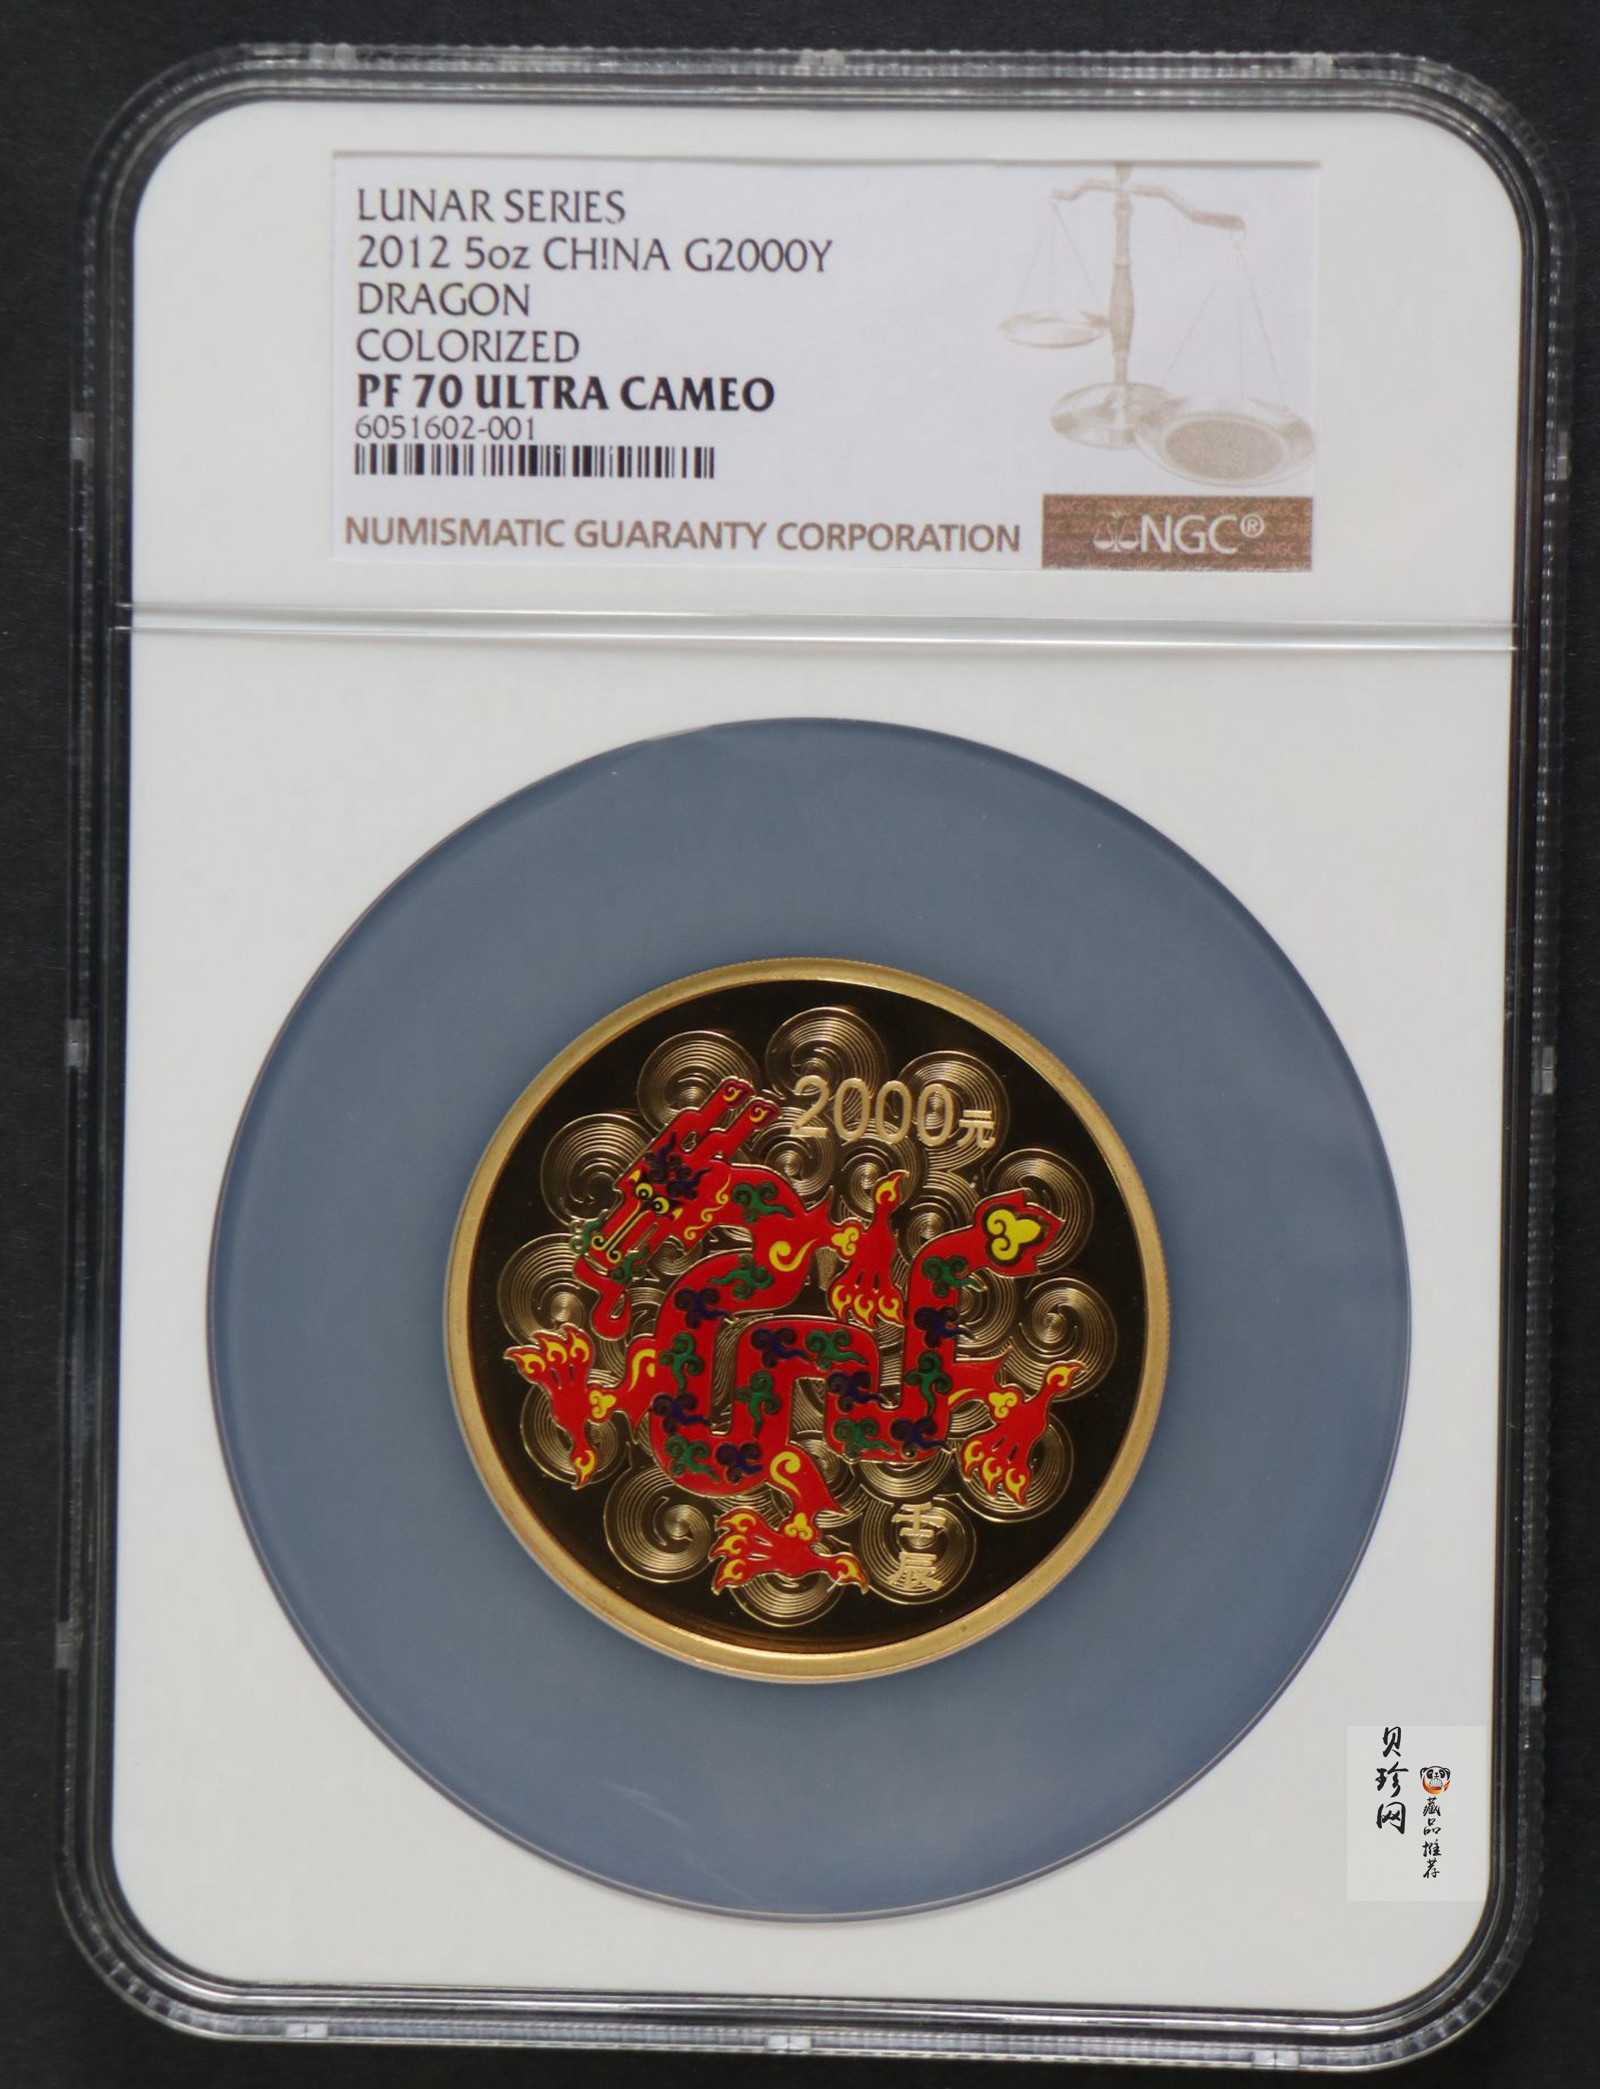 LUNAR SERIES
2012 5oz CH!NA G2000Y
DRAGON
COLORIZED
PF 70 ULTRA CAMEO
6051602-001
NUMISMATIC GUARANTY CORPORATION
NGC®
2000元
壬辰
贝珍网
藏品推荐